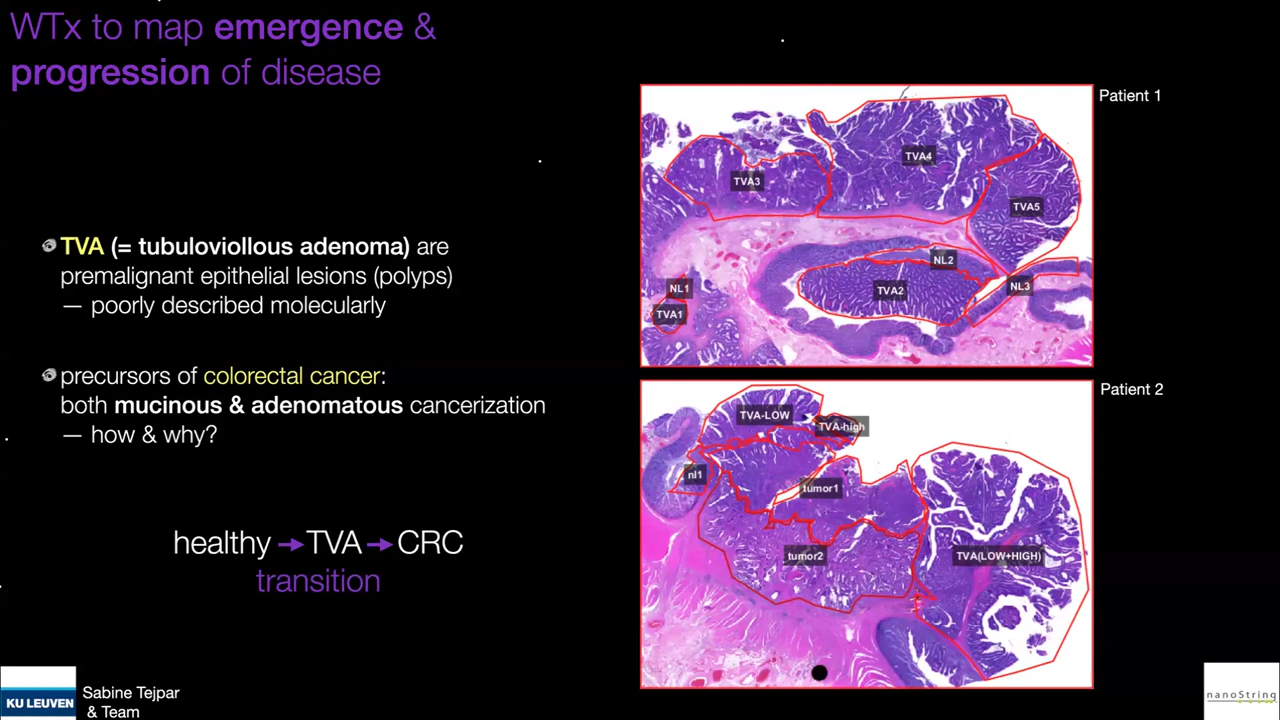 WTx to map emergence &
progression of disease
TVA (= tubuloviollous adenoma) are
premalignant epithelial lesions (polyps)
— poorly described molecularly
precursors of colorectal cancer:
both mucinous & adenomatous cancerization
— how & why?
healthy → TVA → CRC
transition
KU LEUVEN
Sabine Tejpar
& Team
Patient 1
TVA4
TVA3
TVA5
NL2
NL1
TVA2
NL3
TVA1
Patient 2
TVA-LOW
TVA-high
nl1
tumor1
tumor2
TVA(LOW+HIGH)
nanoString